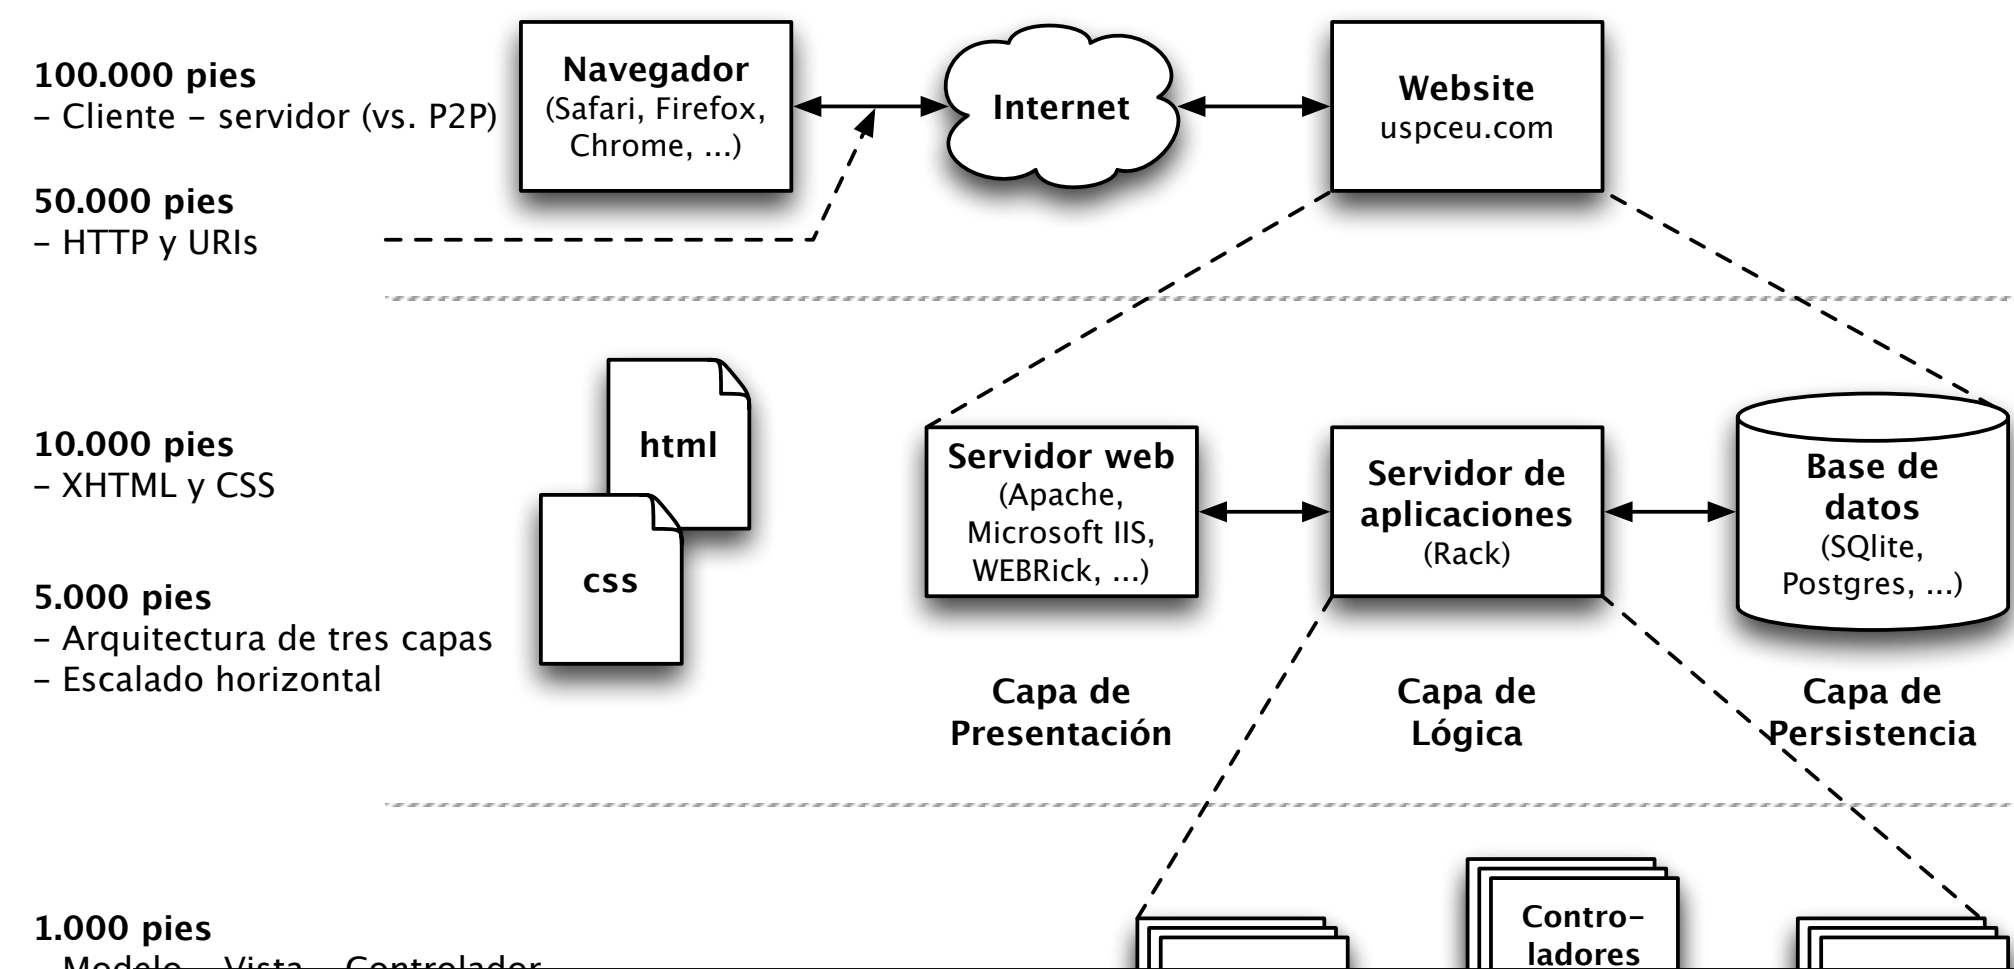 100.000 pies
– Cliente – servidor (vs. P2P)
50.000 pies
– HTTP y URIs
Navegador
(Safari, Firefox,
Chrome, ...)
Internet
Website
uspceu.com
10.000 pies
– XHTML y CSS
5.000 pies
– Arquitectura de tres capas
– Escalado horizontal
html
css
Servidor web
(Apache,
Microsoft IIS,
WEBRick, ...)
Servidor de
aplicaciones
(Rack)
Base de
datos
(SQlite,
Postgres, ...)
Capa de
Presentación
Capa de
Lógica
Capa de
Persistencia
1.000 pies
– Modelo – Vista – Controlador
Contro-
ladores